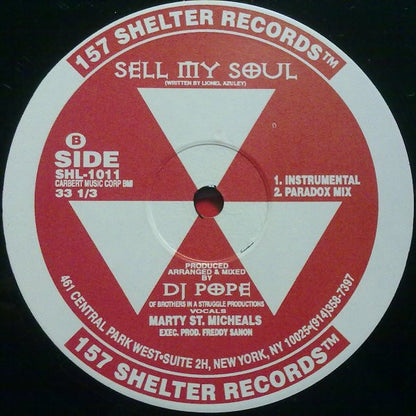 157 SHELTER RECORDS™
SELL MY SOUL
(WRITTEN BY LIONEL AZULEY)
B
SIDE
SHL-1011
CARBERT MUSIC CORP BMI
33 1/3
1. INSTRUMENTAL
2. PARADOX MIX
PRODUCED
ARRANGED & MIXED
BY
DJ POPE
OF BROTHERS IN A STRUGGLE PRODUCTIONS
VOCALS
MARTY ST. MICHEALS
EXEC. PROD. FREDDY SANON
461 CENTRAL PARK WEST•SUITE 2H, NEW YORK, NY 10025•(914)358-7397
157 SHELTER RECORDS™